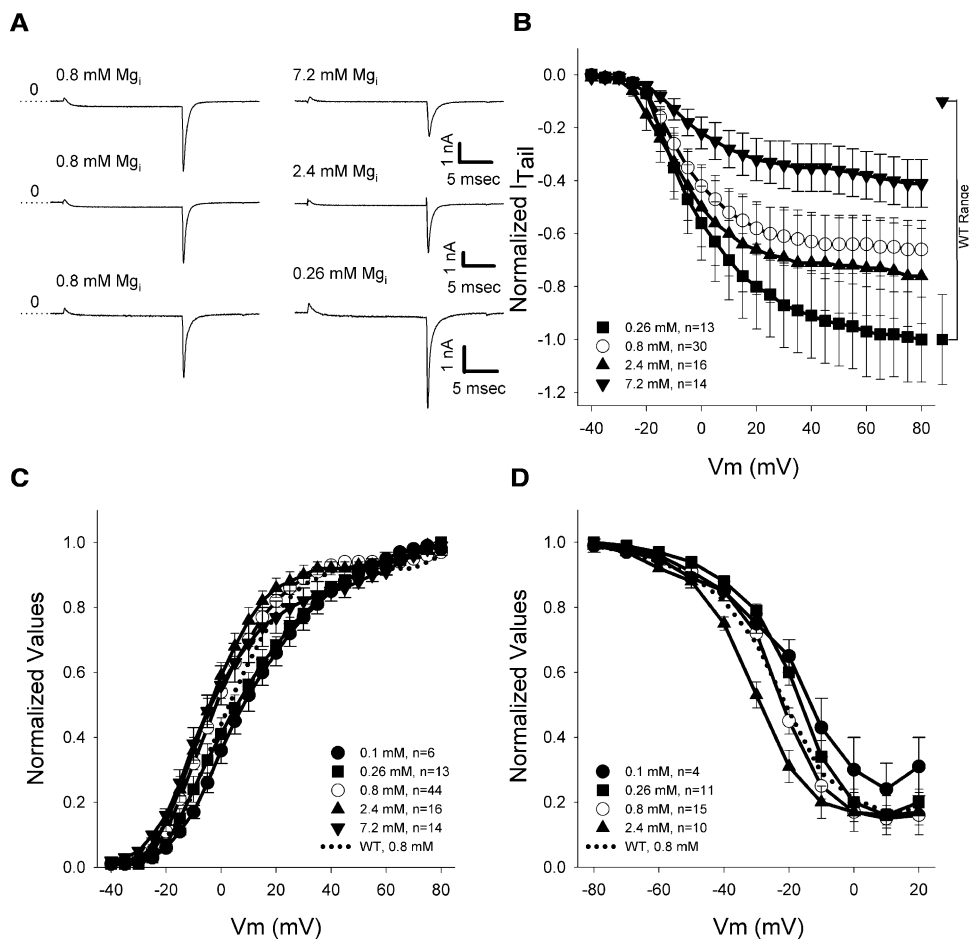 A
0.8 mM Mgi
7.2 mM Mgi
0
1 nA
5 msec
0.8 mM Mgi
2.4 mM Mgi
0
1 nA
5 msec
0.8 mM Mgi
0.26 mM Mgi
0
1 nA
5 msec
B
Normalized ITail
0.0
-0.2
-0.4
-0.6
-0.8
-1.0
-1.2
0.26 mM, n=13
0.8 mM, n=30
2.4 mM, n=16
7.2 mM, n=14
WT Range
-40 -20 0 20 40 60 80
Vm (mV)
C
Normalized Values
1.0
0.8
0.6
0.4
0.2
0.0
0.1 mM, n=6
0.26 mM, n=13
0.8 mM, n=44
2.4 mM, n=16
7.2 mM, n=14
WT, 0.8 mM
-40 -20 0 20 40 60 80
Vm (mV)
D
Normalized Values
1.0
0.8
0.6
0.4
0.2
0.0
0.1 mM, n=4
0.26 mM, n=11
0.8 mM, n=15
2.4 mM, n=10
WT, 0.8 mM
-80 -60 -40 -20 0 20
Vm (mV)